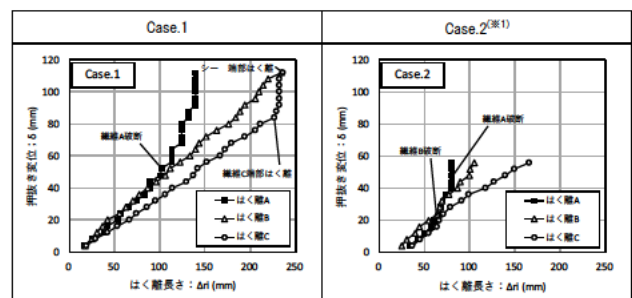 Case.1
Case.2(※1)
120
100
80
60
40
20
0
押抜き変位:δ (mm)
Case.1
シー 端部はく離
繊維A破断
繊維C端部はく離
はく離A
はく離B
はく離C
0 50 100 150 200 250
はく離長さ:Δri (mm)
120
100
80
60
40
20
0
押抜き変位:δ (mm)
Case.2
繊維A破断
繊維B破断
はく離A
はく離B
はく離C
0 50 100 150 200 250
はく離長さ:Δri (mm)